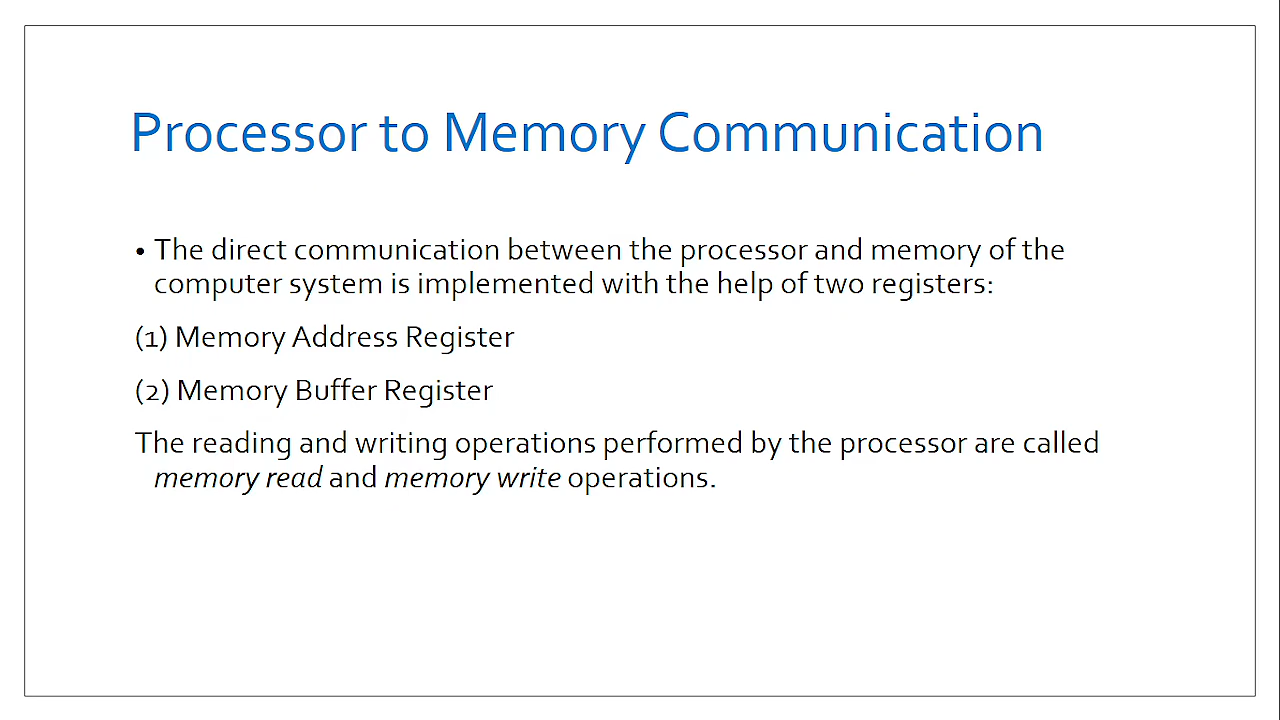 Processor to Memory Communication
• The direct communication between the processor and memory of the
computer system is implemented with the help of two registers:
(1) Memory Address Register
(2) Memory Buffer Register
The reading and writing operations performed by the processor are called
memory read and memory write operations.